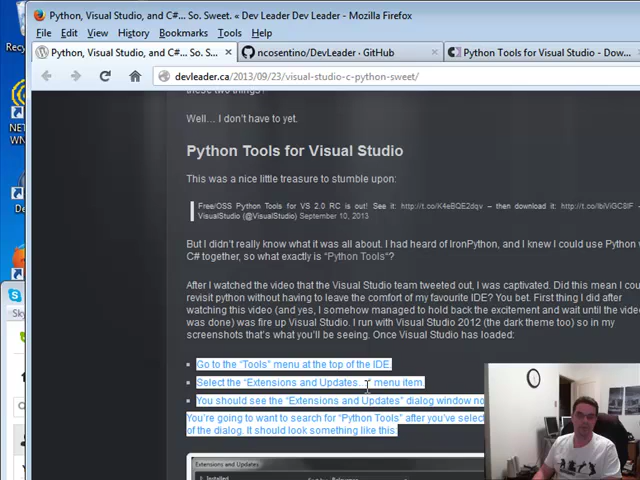 Python, Visual Studio, and C#... So. Sweet. « Dev Leader Dev Leader - Mozilla Firefox
File Edit View History Bookmarks Tools Help
Python, Visual Studio, and C#... So. S...
ncosentino/DevLeader · GitHub
Python Tools for Visual Studio - Dow...
devleader.ca/2013/09/23/visual-studio-c-python-sweet/
these two things?
Well… I don't have to yet.
Python Tools for Visual Studio
This was a nice little treasure to stumble upon:
Free/OSS Python Tools for VS 2.0 RC is out! See it: http://t.co/K4eBQE2dqv – then download it:
VisualStudio (@VisualStudio) September 10, 2013
But I didn't really know what it was all about. I had heard of IronPython, and I knew I could use Python
C# together, so what exactly is "Python Tools"?
After I watched the video that the Visual Studio team tweeted out, I was captivated. Did this mean I cou
revisit python without having to leave the comfort of my favourite IDE? You bet. First thing I did after
watching this video (and yes, I somehow managed to hold back the excitement and wait until the vide
was done) was fire up Visual Studio. I run with Visual Studio 2012 (the dark theme too) so in my
screenshots that's what you'll be seeing. Once Visual Studio has loaded:
Go to the "Tools" menu at the top of the IDE.
Select the "Extensions and Updates…" menu item.
You should see the "Extensions and Updates" dialog window no
You're going to want to search for "Python Tools" after you've selec
of the dialog. It should look something like this
Extensions and Updates